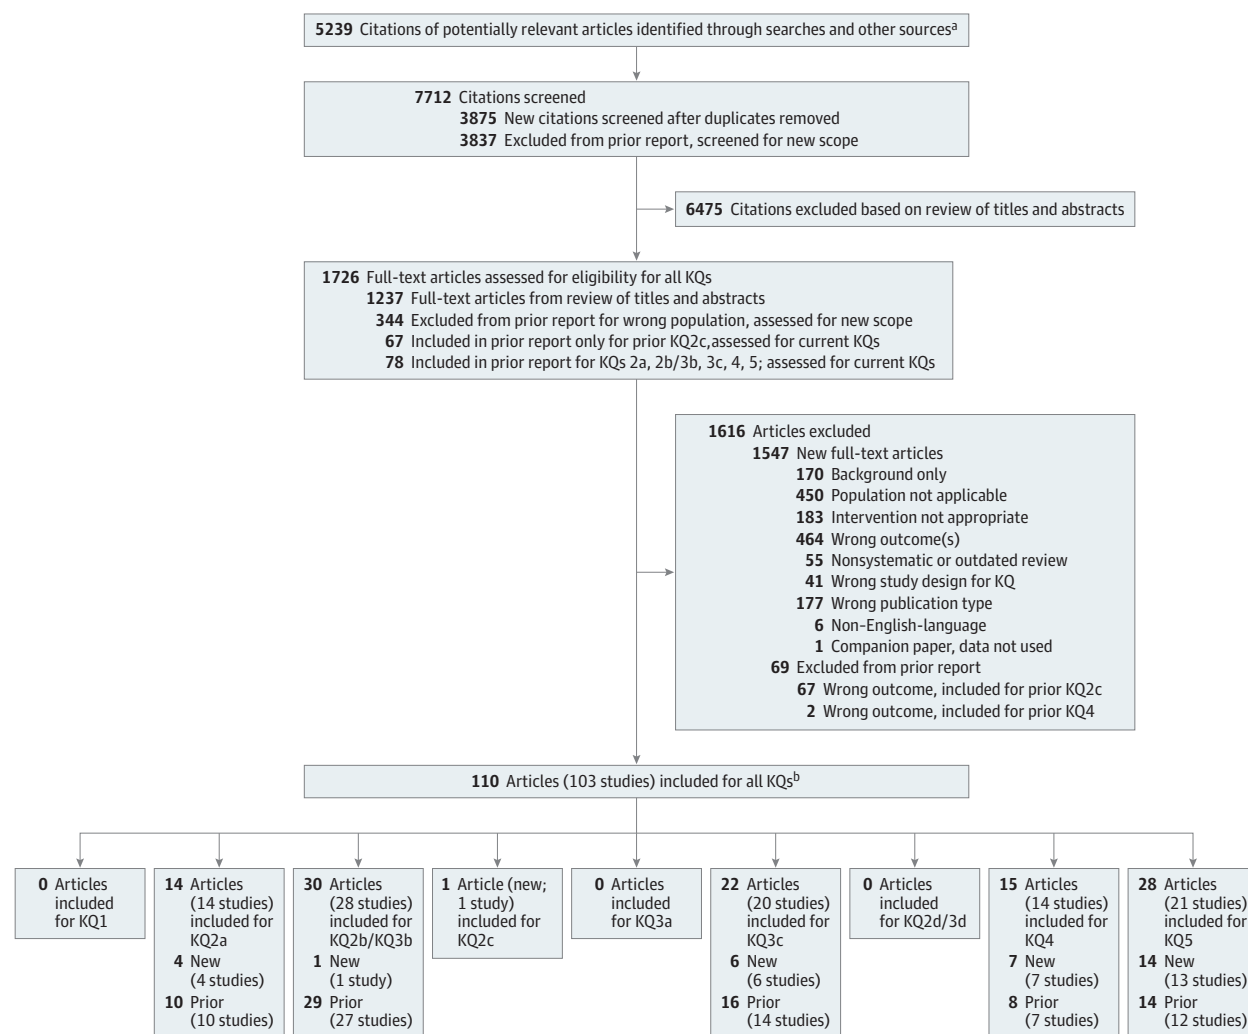 5239 Citations of potentially relevant articles identified through searches and other sourcesᵃ
7712 Citations screened
3875 New citations screened after duplicates removed
3837 Excluded from prior report, screened for new scope
6475 Citations excluded based on review of titles and abstracts
1726 Full-text articles assessed for eligibility for all KQs
1237 Full-text articles from review of titles and abstracts
344 Excluded from prior report for wrong population, assessed for new scope
67 Included in prior report only for prior KQ2c,assessed for current KQs
78 Included in prior report for KQs 2a, 2b/3b, 3c, 4, 5; assessed for current KQs
1616 Articles excluded
1547 New full-text articles
170 Background only
450 Population not applicable
183 Intervention not appropriate
464 Wrong outcome(s)
55 Nonsystematic or outdated review
41 Wrong study design for KQ
177 Wrong publication type
6 Non-English-language
1 Companion paper, data not used
69 Excluded from prior report
67 Wrong outcome, included for prior KQ2c
2 Wrong outcome, included for prior KQ4
110 Articles (103 studies) included for all KQsᵇ
0 Articles
included
for KQ1
14 Articles
(14 studies)
included for
KQ2a
4 New
(4 studies)
10 Prior
(10 studies)
30 Articles
(28 studies)
included for
KQ2b/KQ3b
1 New
(1 study)
29 Prior
(27 studies)
1 Article (new;
1 study)
included for
KQ2c
0 Articles
included
for KQ3a
22 Articles
(20 studies)
included for
KQ3c
6 New
(6 studies)
16 Prior
(14 studies)
0 Articles
included
for KQ2d/3d
15 Articles
(14 studies)
included for
KQ4
7 New
(7 studies)
8 Prior
(7 studies)
28 Articles
(21 studies)
included for
KQ5
14 New
(13 studies)
14 Prior
(12 studies)